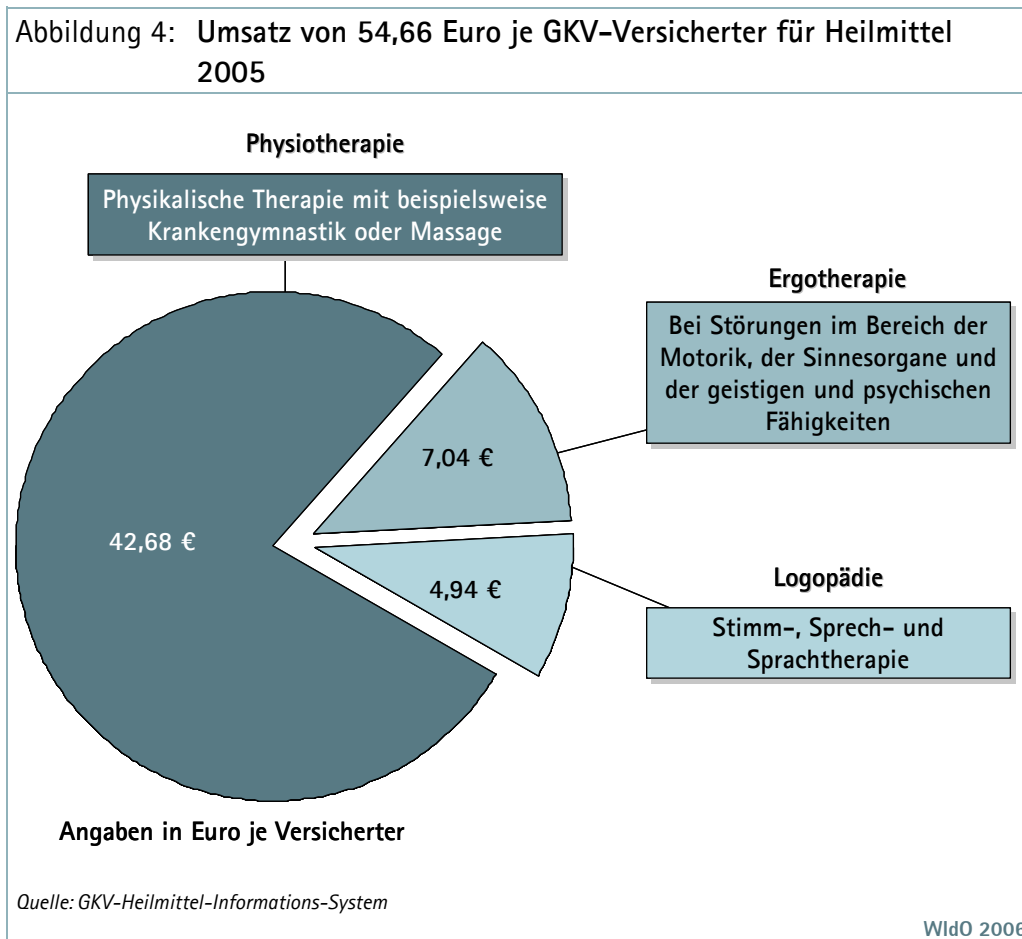 Abbildung 4: Umsatz von 54,66 Euro je GKV-Versicherter für Heilmittel
2005
Physiotherapie
Physikalische Therapie mit beispielsweise
Krankengymnastik oder Massage
Ergotherapie
Bei Störungen im Bereich der
Motorik, der Sinnesorgane und
der geistigen und psychischen
Fähigkeiten
7,04 €
42,68 €
4,94 €
Logopädie
Stimm-, Sprech- und
Sprachtherapie
Angaben in Euro je Versicherter
Quelle: GKV-Heilmittel-Informations-System
WIdO 2006